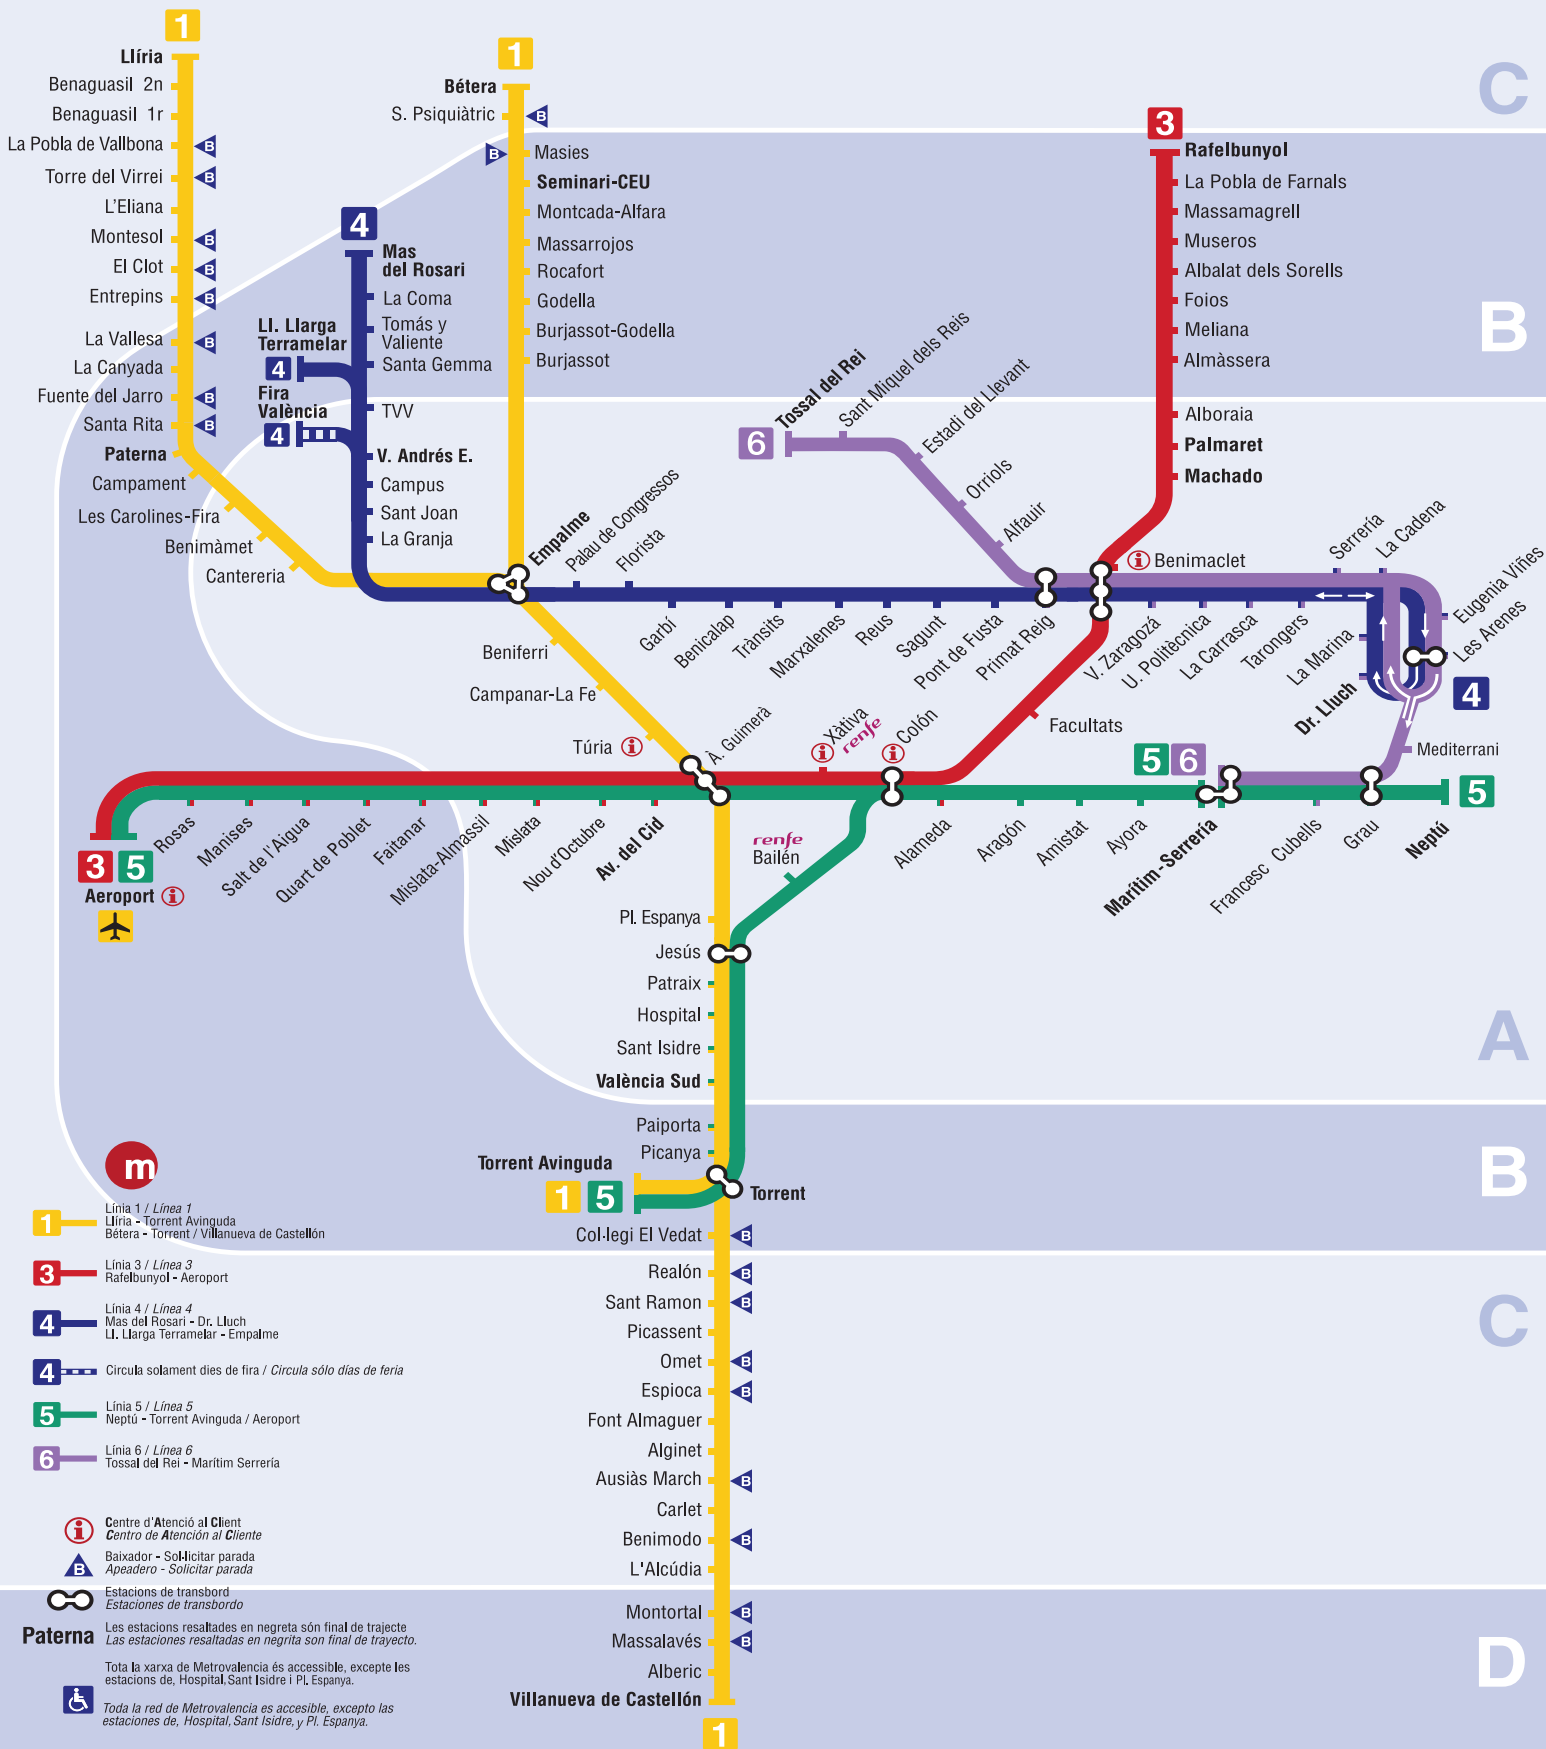 1
Llíria
Benaguasil 2n
Benaguasil 1r
La Pobla de Vallbona
B
Torre del Virrei
B
L'Eliana
Montesol
B
El Clot
B
Entrepins
B
La Vallesa
B
La Canyada
Fuente del Jarro
B
Santa Rita
B
Paterna
Campament
Les Carolines-Fira
Benimàmet
Cantereria
4
Mas
del Rosari
La Coma
Tomás y
Valiente
Santa Gemma
Ll. Llarga
Terramelar
4
Fira
València
4
TVV
V. Andrés E.
Campus
Sant Joan
La Granja
1
Bétera
S. Psiquiàtric
B
B
Masies
Seminari-CEU
Montcada-Alfara
Massarrojos
Rocafort
Godella
Burjassot-Godella
Burjassot
Empalme
Palau de Congressos
Florista
Garbí
Benicalap
Trànsits
Marxalenes
Reus
Sagunt
Pont de Fusta
Primat Reig
V. Zaragozá
U. Politècnica
La Carrasca
Tarongers
La Marina
Dr. Lluch
4
Serrería
La Cadena
Eugenia Viñes
Les Arenes
Mediterrani
6
Tossal del Rei
Sant Miquel dels Reis
Estadi del Llevant
Orriols
Alfauir
3
Rafelbunyol
La Pobla de Farnals
Massamagrell
Museros
Albalat dels Sorells
Foios
Meliana
Almàssera
Alboraia
Palmaret
Machado
i Benimaclet
Facultats
C
B
A
B
C
D
Beniferri
Campanar-La Fe
Túria i
À. Guimerà
Xàtiva
i
renfe
Colón
i
5 6
5
3 5
Aeroport i
Rosas
Manises
Salt de l'Aigua
Quart de Poblet
Faitanar
Mislata-Almassil
Mislata
Nou d'Octubre
Av. del Cid
renfe
Bailén
Alameda
Aragón
Amistat
Ayora
Marítim-Serrería
Francesc Cubells
Grau
Neptú
Pl. Espanya
Jesús
Patraix
Hospital
Sant Isidre
València Sud
Paiporta
Picanya
Torrent Avinguda
1 5
Torrent
Col·legi El Vedat
B
Realón
B
Sant Ramon
B
Picassent
Omet
B
Espioca
B
Font Almaguer
Alginet
Ausiàs March
B
Carlet
Benimodo
B
L'Alcúdia
Montortal
B
Massalavés
B
Alberic
Villanueva de Castellón
1
m
1
Línia 1 / Línea 1
Llíria - Torrent Avinguda
Bétera - Torrent / Villanueva de Castellón
3
Línia 3 / Línea 3
Rafelbunyol - Aeroport
4
Línia 4 / Línea 4
Mas del Rosari - Dr. Lluch
Ll. Llarga Terramelar - Empalme
4
Circula solament dies de fira / Circula sólo días de feria
5
Línia 5 / Línea 5
Neptú - Torrent Avinguda / Aeroport
6
Línia 6 / Línea 6
Tossal del Rei - Marítim Serrería
i
Centre d'Atenció al Client
Centro de Atención al Cliente
B
Baixador - Sol·licitar parada
Apeadero - Solicitar parada
Estacions de transbord
Estaciones de transbordo
Paterna
Les estacions resaltades en negreta són final de trajecte
Las estaciones resaltadas en negrita son final de trayecto.
Tota la xarxa de Metrovalencia és accessible, excepte les
estacions de, Hospital, Sant Isidre i Pl. Espanya.
Toda la red de Metrovalencia es accesible, excepto las
estaciones de, Hospital, Sant Isidre, y Pl. Espanya.